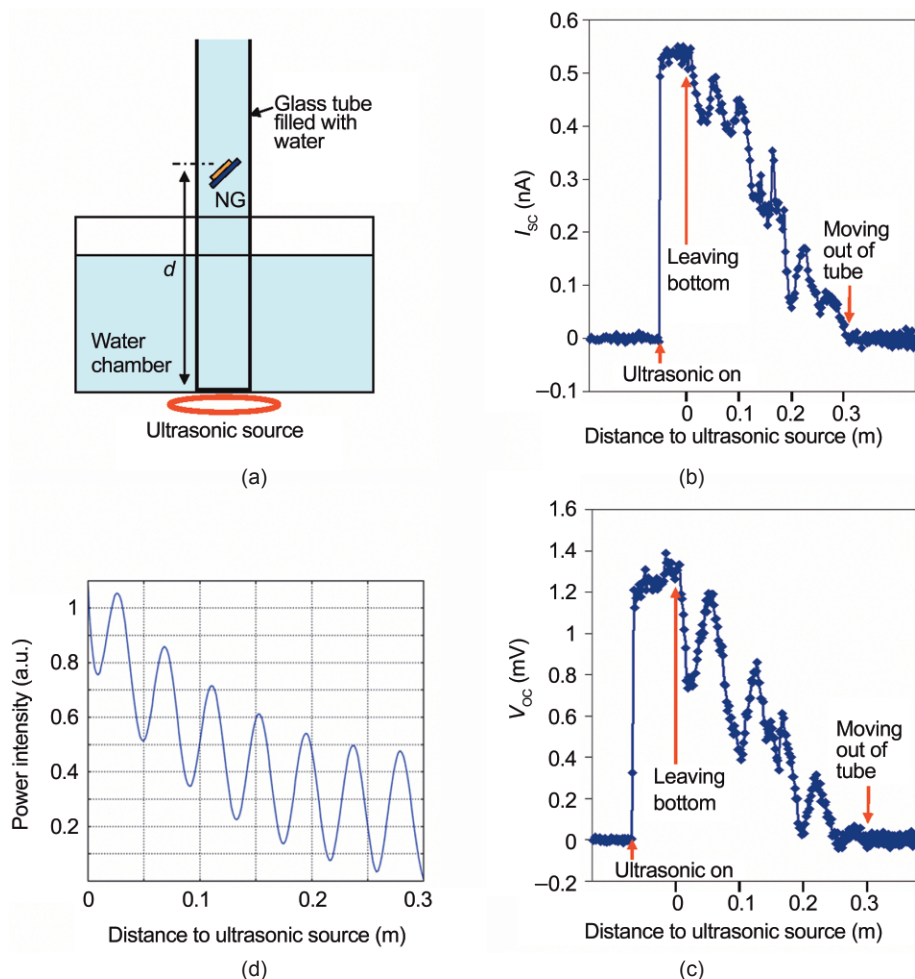 Glass tube
filled with
water
NG
d
Water
chamber
Ultrasonic source
(a)
0.6
0.5
0.4
0.3
0.2
0.1
0
–0.1
I_SC (nA)
Leaving
bottom
Moving
out of
tube
Ultrasonic on
0 0.1 0.2 0.3
Distance to ultrasonic source (m)
(b)
1
0.8
0.6
0.4
0.2
Power intensity (a.u.)
0 0.1 0.2 0.3
Distance to ultrasonic source (m)
(d)
1.6
1.4
1.2
1.0
0.8
0.6
0.4
0.2
0
–0.2
V_OC (mV)
Leaving
bottom
Moving
out of
tube
Ultrasonic on
0 0.1 0.2 0.3
Distance to ultrasonic source (m)
(c)